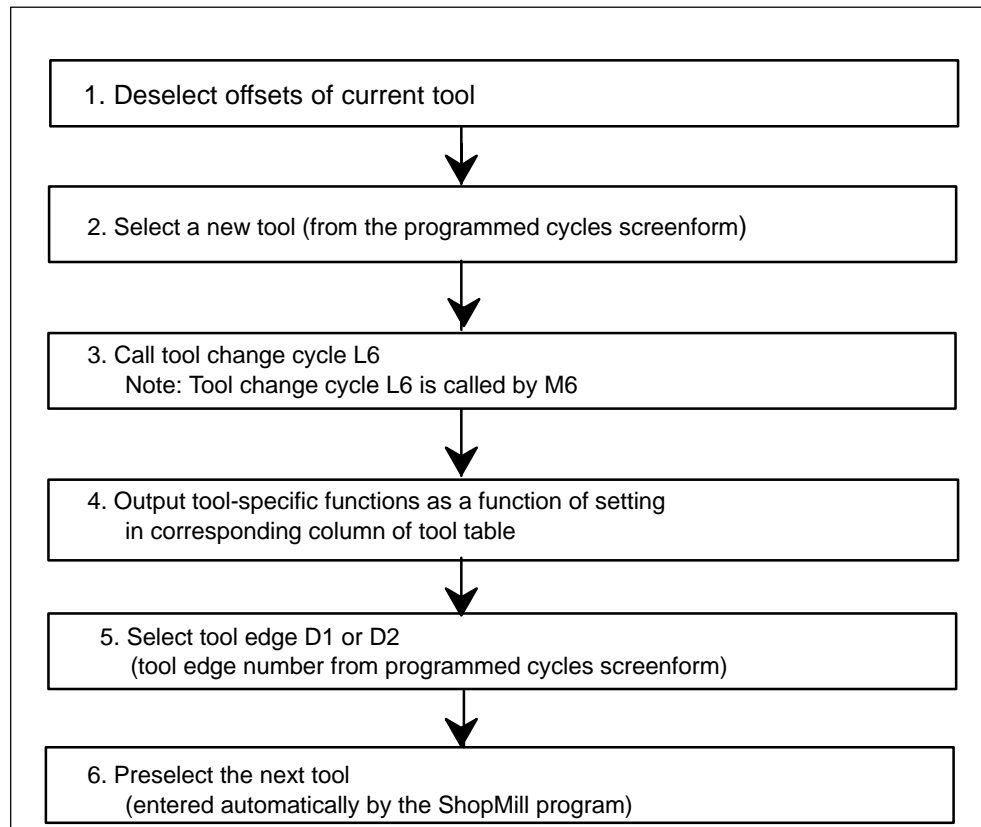 1. Deselect offsets of current tool
2. Select a new tool (from the programmed cycles screenform)
3. Call tool change cycle L6
Note: Tool change cycle L6 is called by M6
4. Output tool-specific functions as a function of setting
in corresponding column of tool table
5. Select tool edge D1 or D2
(tool edge number from programmed cycles screenform)
6. Preselect the next tool
(entered automatically by the ShopMill program)